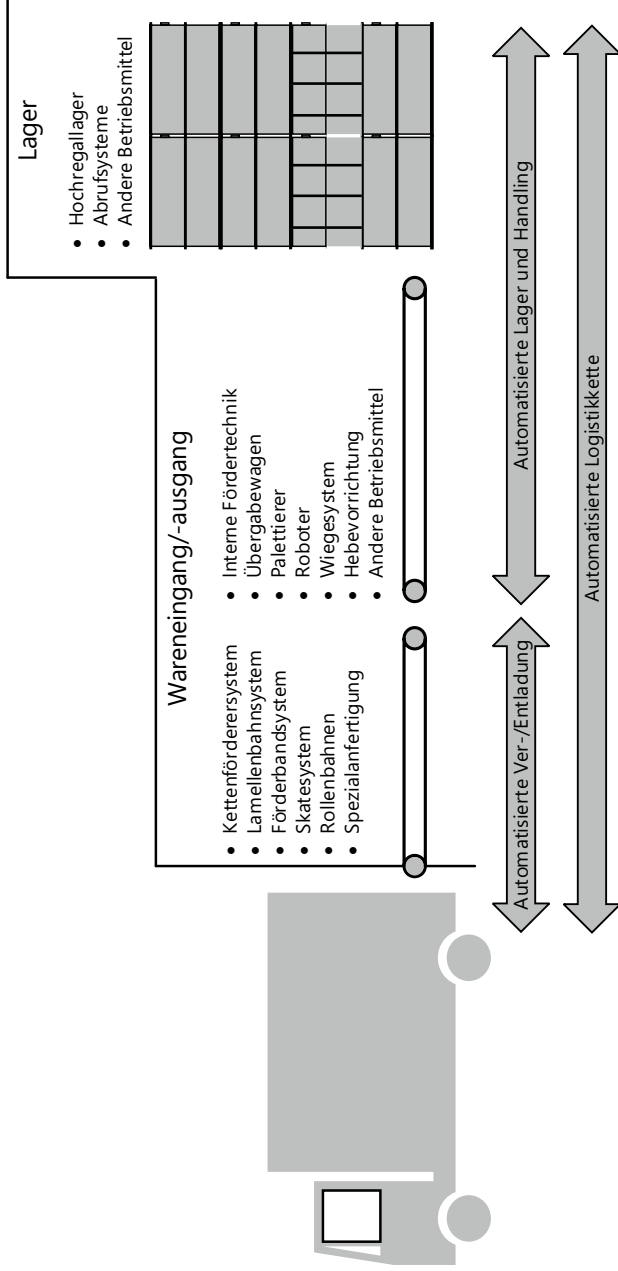 Lager
• Hochregallager
• Abrufsysteme
• Andere Betriebsmittel
Wareneingang/-ausgang
• Kettenförderersystem
• Lamellenbahnsystem
• Förderbandsystem
• Skatesystem
• Rollenbahnen
• Spezialanfertigung
• Interne Fördertechnik
• Übergabewagen
• Palettierer
• Roboter
• Wiegesystem
• Hebevorrichtung
• Andere Betriebsmittel
Automatisierte Ver-/Entladung
Automatisierte Lager und Handling
Automatisierte Logistikkette